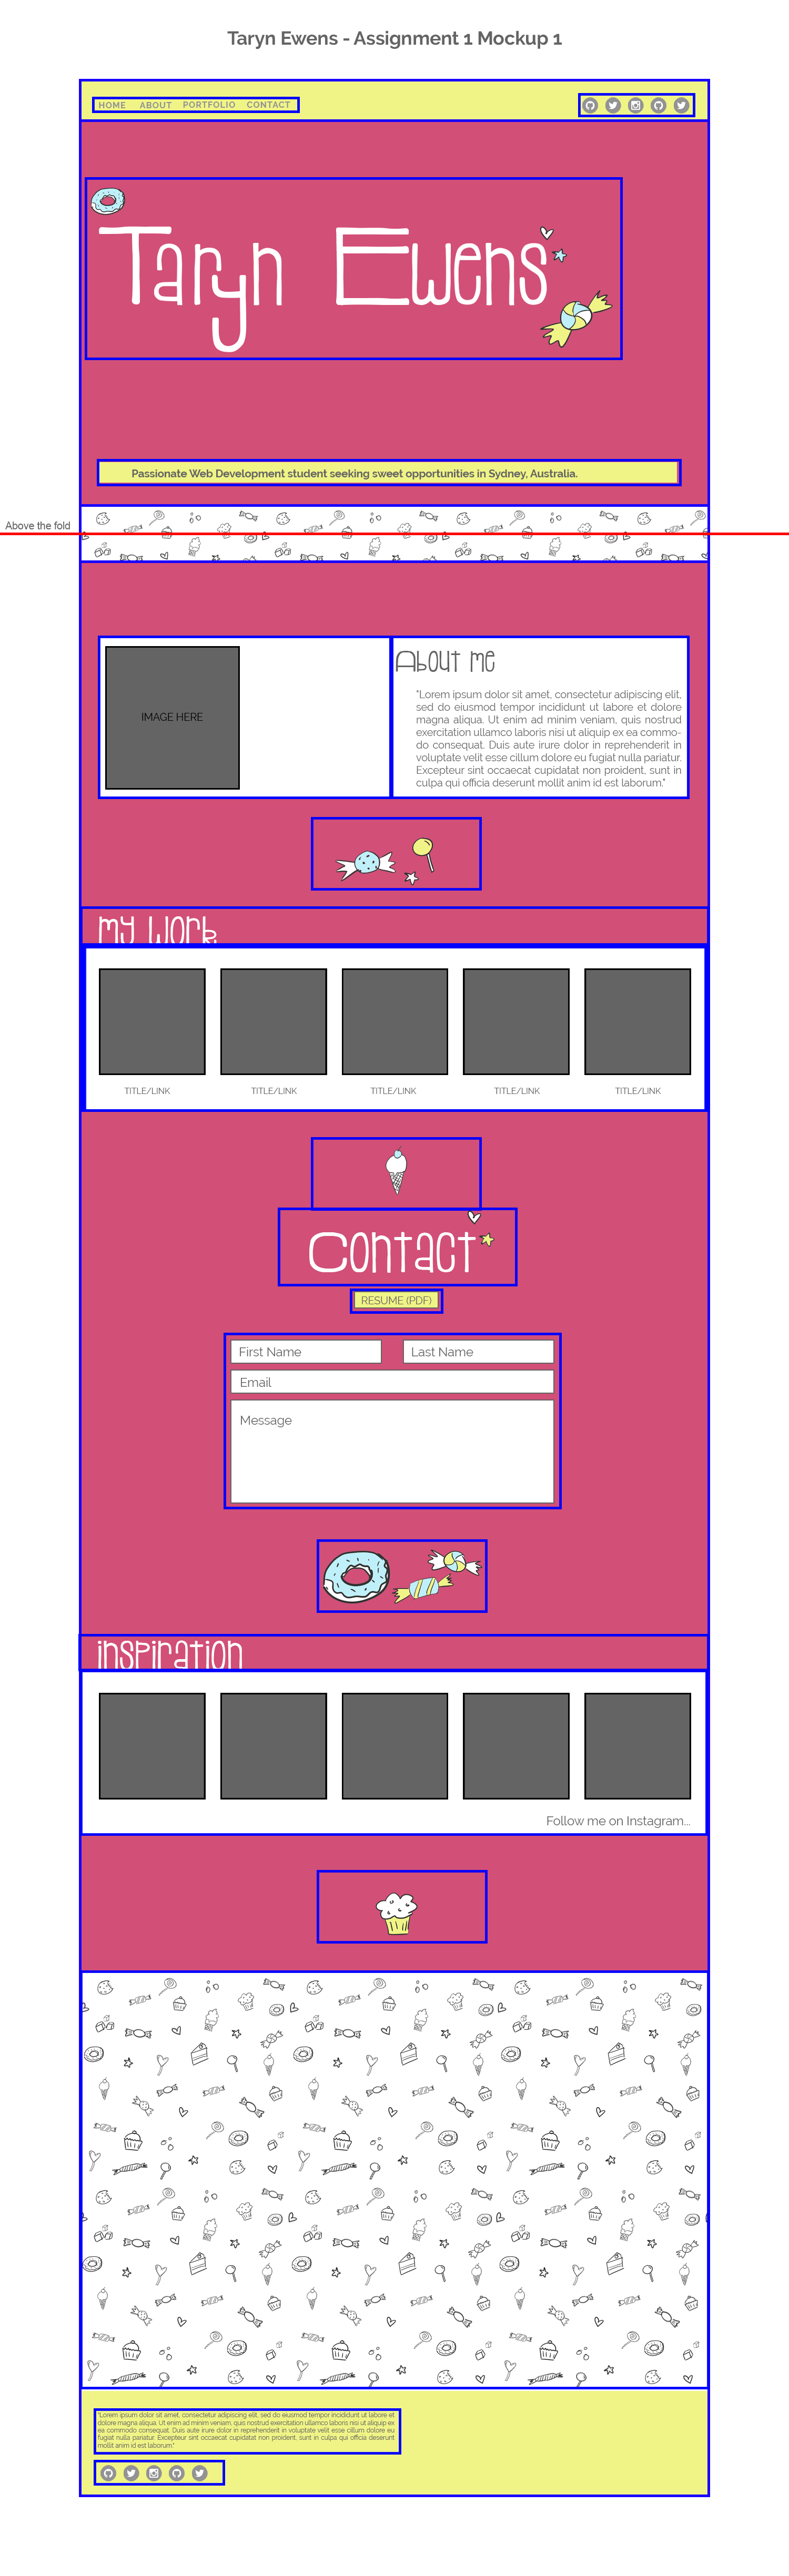 Taryn Ewens - Assignment 1 Mockup 1
HOME ABOUT PORTFOLIO CONTACT
Taryn Ewens
Passionate Web Development student seeking sweet opportunities in Sydney, Australia.
Above the fold
IMAGE HERE
About me
"Lorem ipsum dolor sit amet, consectetur adipiscing elit,
sed do eiusmod tempor incididunt ut labore et dolore
magna aliqua. Ut enim ad minim veniam, quis nostrud
exercitation ullamco laboris nisi ut aliquip ex ea commo-
do consequat. Duis aute irure dolor in reprehenderit in
voluptate velit esse cillum dolore eu fugiat nulla pariatur.
Excepteur sint occaecat cupidatat non proident, sunt in
culpa qui officia deserunt mollit anim id est laborum."
my work
TITLE/LINK TITLE/LINK TITLE/LINK TITLE/LINK TITLE/LINK
Contact
RESUME (PDF)
First Name Last Name
Email
Message
inspiration
Follow me on Instagram...
"Lorem ipsum dolor sit amet, consectetur adipiscing elit, sed do eiusmod tempor incididunt ut labore et
dolore magna aliqua. Ut enim ad minim veniam, quis nostrud exercitation ullamco laboris nisi ut aliquip ex
ea commodo consequat. Duis aute irure dolor in reprehenderit in voluptate velit esse cillum dolore eu
fugiat nulla pariatur. Excepteur sint occaecat cupidatat non proident, sunt in culpa qui officia deserunt
mollit anim id est laborum."